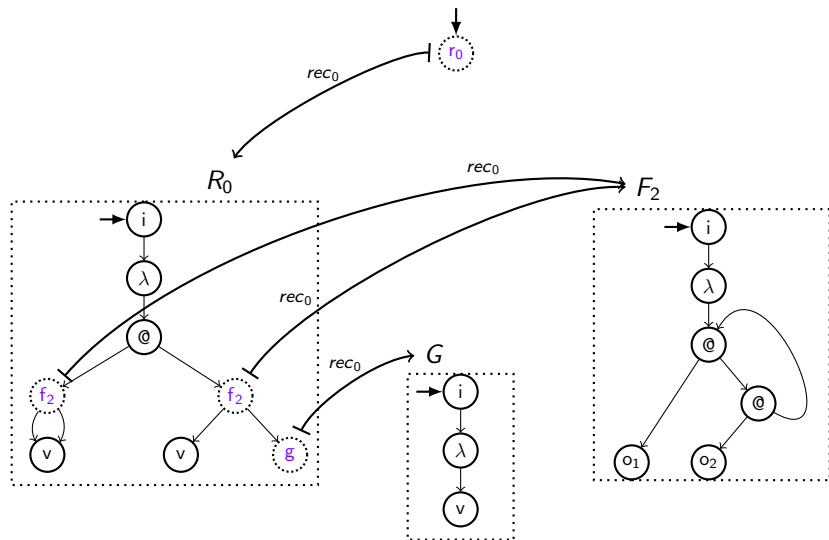 r₀
rec₀
rec₀
R₀
F₂
i
i
λ
λ
rec₀
@
@
G
rec₀
i
f₂
f₂
@
λ
v
v
g
o₁
o₂
v